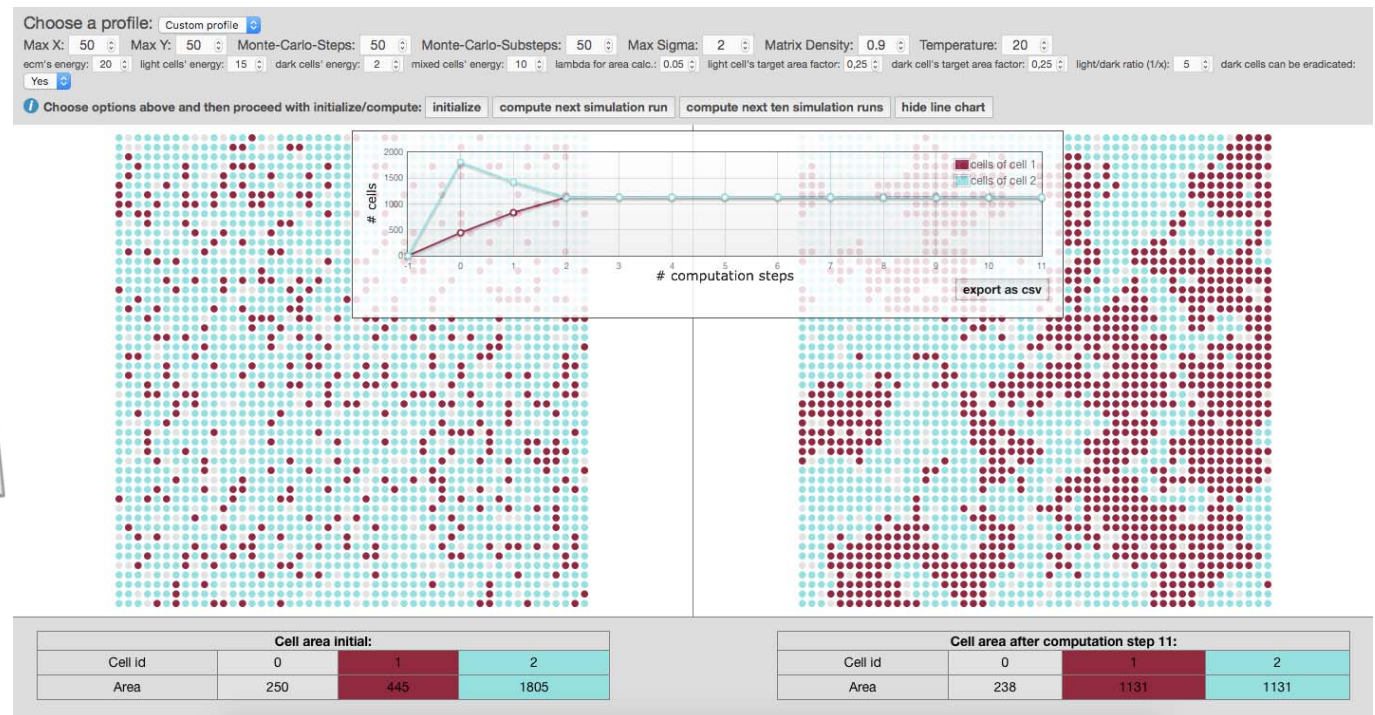 Choose a profile: Custom profile
Max X: 50 Max Y: 50 Monte-Carlo-Steps: 50 Monte-Carlo-Substeps: 50 Max Sigma: 2 Matrix Density: 0.9 Temperature: 20
ecm's energy: 20 light cells' energy: 15 dark cells' energy: 2 mixed cells' energy: 10 lambda for area calc.: 0.05 light cell's target area factor: 0,25 dark cell's target area factor: 0,25 light/dark ratio (1/x): 5 dark cells can be eradicated:
Yes
i Choose options above and then proceed with initialize/compute: initialize compute next simulation run compute next ten simulation runs hide line chart
2000
1500
1000
500
0
# cells
cells of cell 1
cells of cell 2
-1 0 1 2 3 4 5 6 7 8 9 10 11
# computation steps
export as csv
Cell area initial:
Cell id 0 1 2
Area 250 445 1805
Cell area after computation step 11:
Cell id 0 1 2
Area 238 1131 1131